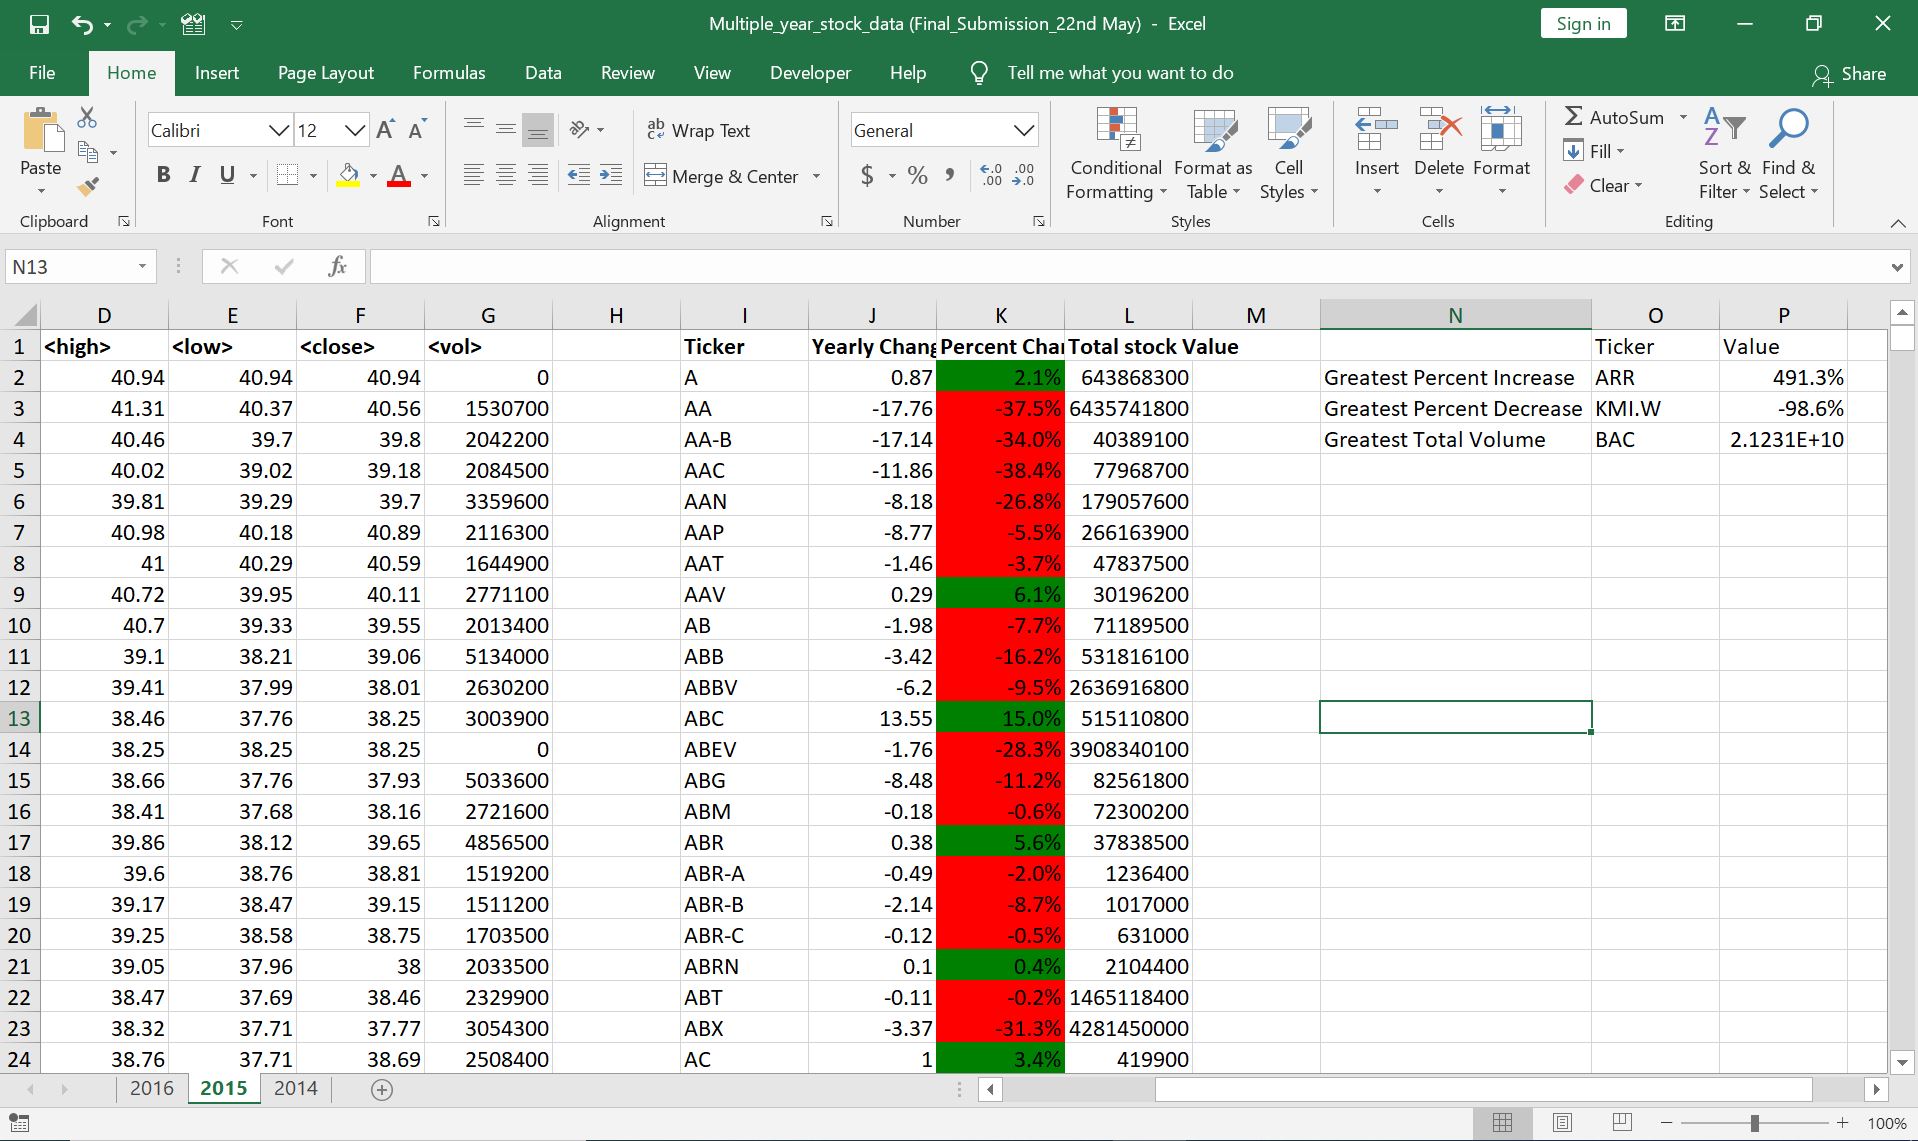 Multiple_year_stock_data (Final_Submission_22nd May) - Excel
Sign in
File Home Insert Page Layout Formulas Data Review View Developer Help Tell me what you want to do Share
Paste
Clipboard
Calibri 12 A A
B I U A
Font
ab Wrap Text
Merge & Center
Alignment
General
$ % , .0 .00 .00 .0
Number
Conditional Formatting
Format as Table
Cell Styles
Styles
Insert Delete Format
Cells
Σ AutoSum
Fill
Clear
Sort & Filter
Find & Select
Editing
N13 fx
D E F G H I J K L M N O P
1 <high> <low> <close> <vol> Ticker Yearly Chang Percent Chan Total stock Value Ticker Value
2 40.94 40.94 40.94 0 A 0.87 2.1% 643868300 Greatest Percent Increase ARR 491.3%
3 41.31 40.37 40.56 1530700 AA -17.76 -37.5% 6435741800 Greatest Percent Decrease KMI.W -98.6%
4 40.46 39.7 39.8 2042200 AA-B -17.14 -34.0% 40389100 Greatest Total Volume BAC 2.1231E+10
5 40.02 39.02 39.18 2084500 AAC -11.86 -38.4% 77968700
6 39.81 39.29 39.7 3359600 AAN -8.18 -26.8% 179057600
7 40.98 40.18 40.89 2116300 AAP -8.77 -5.5% 266163900
8 41 40.29 40.59 1644900 AAT -1.46 -3.7% 47837500
9 40.72 39.95 40.11 2771100 AAV 0.29 6.1% 30196200
10 40.7 39.33 39.55 2013400 AB -1.98 -7.7% 71189500
11 39.1 38.21 39.06 5134000 ABB -3.42 -16.2% 531816100
12 39.41 37.99 38.01 2630200 ABBV -6.2 -9.5% 2636916800
13 38.46 37.76 38.25 3003900 ABC 13.55 15.0% 515110800
14 38.25 38.25 38.25 0 ABEV -1.76 -28.3% 3908340100
15 38.66 37.76 37.93 5033600 ABG -8.48 -11.2% 82561800
16 38.41 37.68 38.16 2721600 ABM -0.18 -0.6% 72300200
17 39.86 38.12 39.65 4856500 ABR 0.38 5.6% 37838500
18 39.6 38.76 38.81 1519200 ABR-A -0.49 -2.0% 1236400
19 39.17 38.47 39.15 1511200 ABR-B -2.14 -8.7% 1017000
20 39.25 38.58 38.75 1703500 ABR-C -0.12 -0.5% 631000
21 39.05 37.96 38 2033500 ABRN 0.1 0.4% 2104400
22 38.47 37.69 38.46 2329900 ABT -0.11 -0.2% 1465118400
23 38.32 37.71 37.77 3054300 ABX -3.37 -31.3% 4281450000
24 38.76 37.71 38.69 2508400 AC 1 3.4% 419900
2016 2015 2014
100%